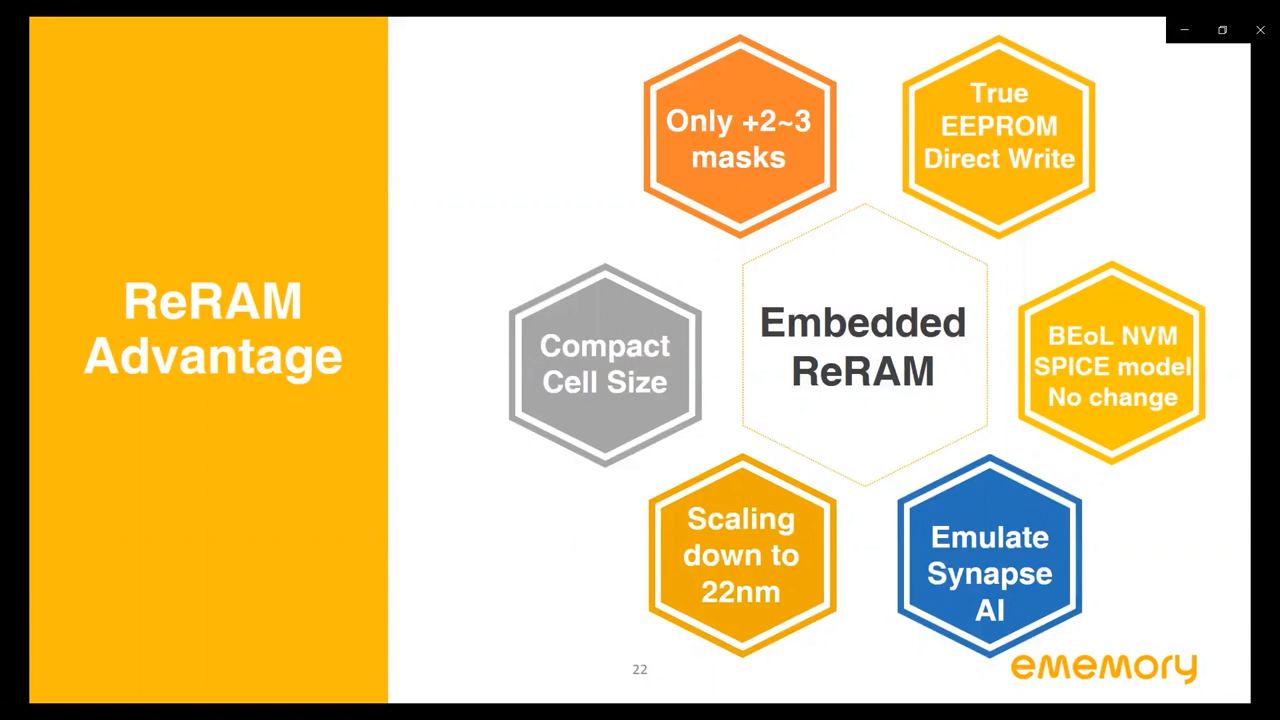 ReRAM
Advantage
Only +2~3
masks
True
EEPROM
Direct Write
Compact
Cell Size
Embedded
ReRAM
BEoL NVM
SPICE model
No change
Scaling
down to
22nm
Emulate
Synapse
AI
22
ememory